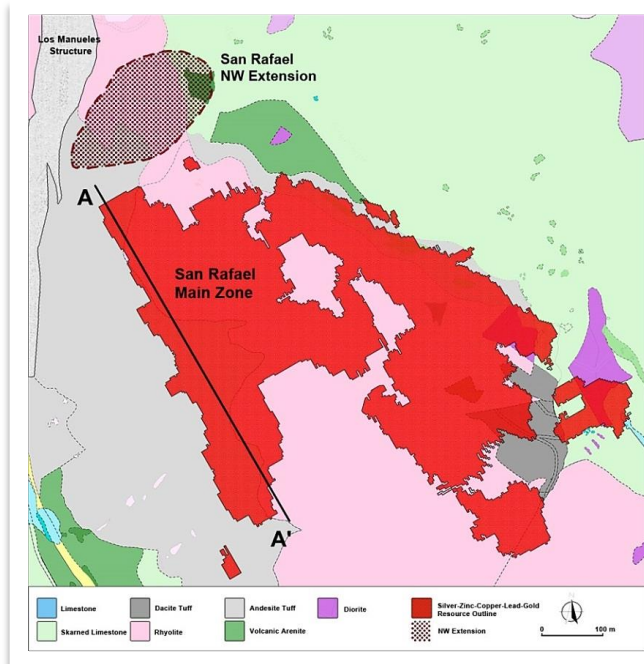 Los Manueles
Structure
San Rafael
NW Extension
A
San Rafael
Main Zone
A'
Limestone
Dacite Tuff
Andesite Tuff
Diorite
Silver-Zinc-Copper-Lead-Gold
Resource Outline
Skarned Limestone
Rhyolite
Volcanic Arenite
NW Extension
N
0 100 m